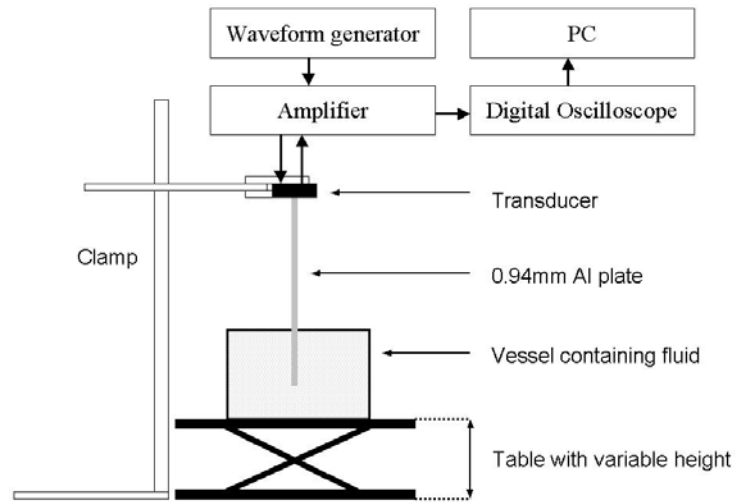 Waveform generator
PC
Amplifier
Digital Oscilloscope
Transducer
Clamp
0.94mm Al plate
Vessel containing fluid
Table with variable height